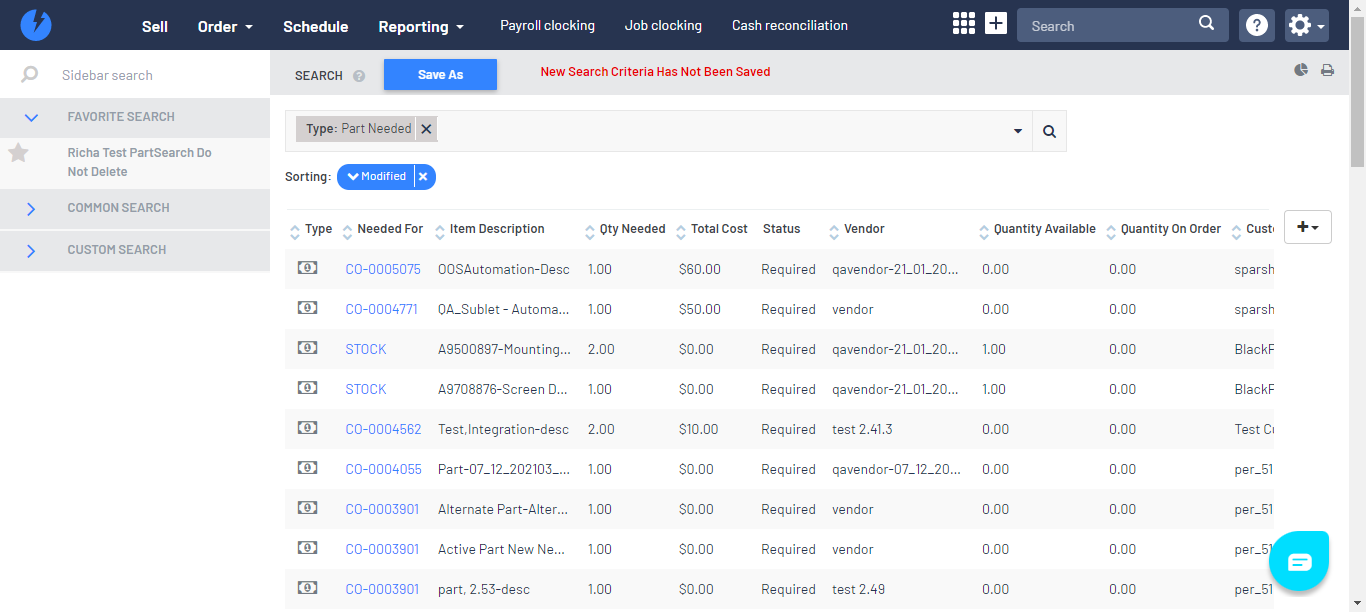 Sell Order Schedule Reporting Payroll clocking Job clocking Cash reconciliation Search
Sidebar search
SEARCH Save As New Search Criteria Has Not Been Saved
FAVORITE SEARCH
Richa Test PartSearch Do
Not Delete
COMMON SEARCH
CUSTOM SEARCH
Type: Part Needed
Sorting: Modified
Type Needed For Item Description Qty Needed Total Cost Status Vendor Quantity Available Quantity On Order Custo
CO-0005075 OOSAutomation-Desc 1.00 $60.00 Required qavendor-21_01_20... 0.00 0.00 sparsh
CO-0004771 QA_Sublet - Automa... 1.00 $50.00 Required vendor 0.00 0.00 sparsh
STOCK A9500897-Mounting... 2.00 $0.00 Required qavendor-21_01_20... 1.00 0.00 BlackF
STOCK A9708876-Screen D... 1.00 $0.00 Required qavendor-21_01_20... 1.00 0.00 BlackF
CO-0004562 Test,Integration-desc 2.00 $10.00 Required test 2.41.3 0.00 0.00 Test Cu
CO-0004055 Part-07_12_202103_... 1.00 $0.00 Required qavendor-07_12_20... 0.00 0.00 per_51
CO-0003901 Alternate Part-Alter... 1.00 $0.00 Required vendor 0.00 0.00 per_51
CO-0003901 Active Part New Ne... 1.00 $0.00 Required vendor 0.00 0.00 per_51
CO-0003901 part, 2.53-desc 1.00 $0.00 Required test 2.49 0.00 0.00 per_51